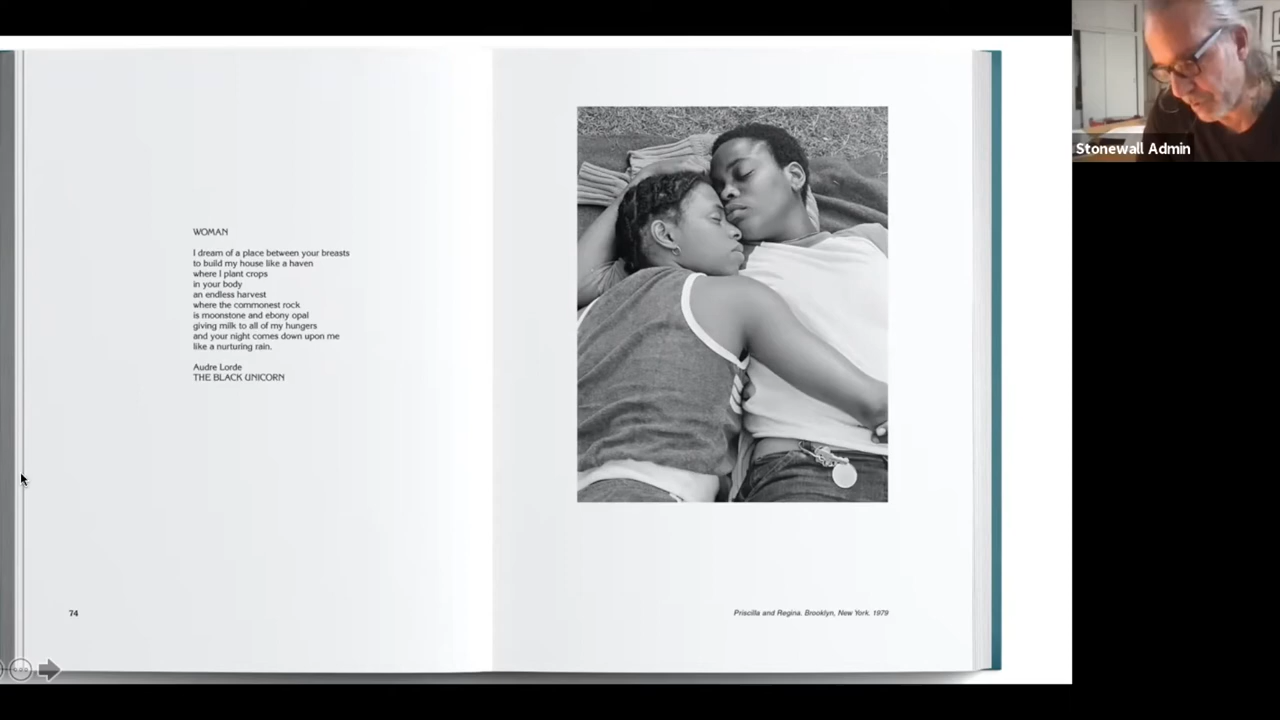 WOMAN
I dream of a place between your breasts
to build my house like a haven
where I plant crops
in your body
an endless harvest
where the commonest rock
is moonstone and ebony opal
giving milk to all of my hungers
and your night comes down upon me
like a nurturing rain.
Audre Lorde
THE BLACK UNICORN
74
Priscilla and Regina. Brooklyn, New York. 1979
Stonewall Admin